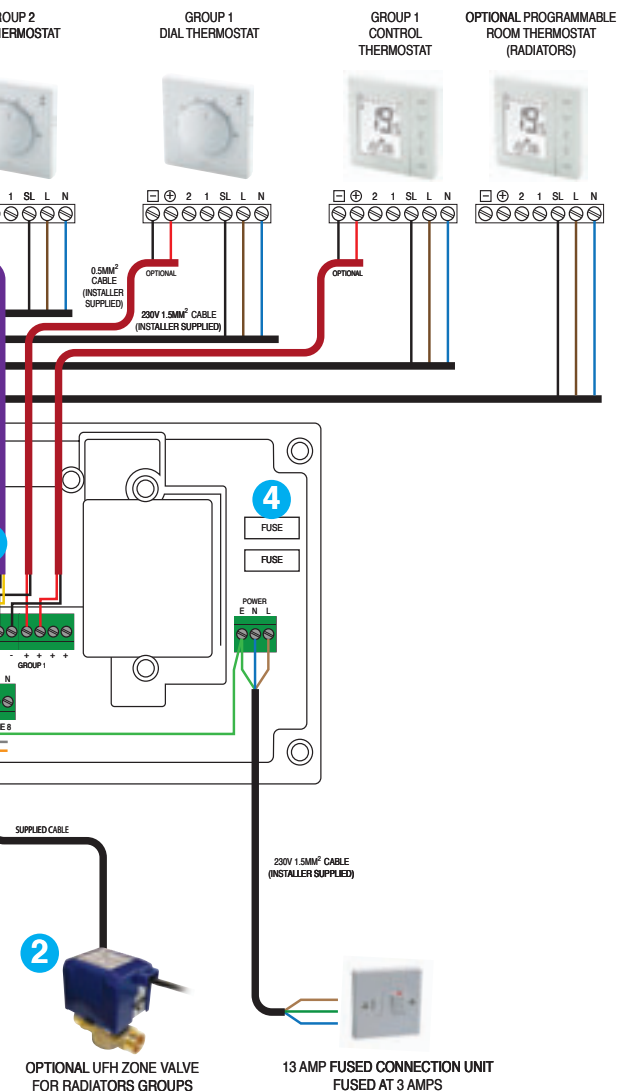 GROUP 1
DIAL THERMOSTAT
GROUP 1
CONTROL
THERMOSTAT
OPTIONAL PROGRAMMABLE
ROOM THERMOSTAT
(RADIATORS)
1 SL L N
- + 2 1 SL L N
- + 2 1 SL L N
- + 2 1 SL L N
0.5MM²
CABLE
(INSTALLER
SUPPLIED)
OPTIONAL
OPTIONAL
230V 1.5MM² CABLE
(INSTALLER SUPPLIED)
4
FUSE
FUSE
POWER
E N L
- + + + +
GROUP 1
N
E 8
SUPPLIED CABLE
230V 1.5MM² CABLE
(INSTALLER SUPPLIED)
2
OPTIONAL UFH ZONE VALVE
FOR RADIATORS GROUPS
13 AMP FUSED CONNECTION UNIT
FUSED AT 3 AMPS